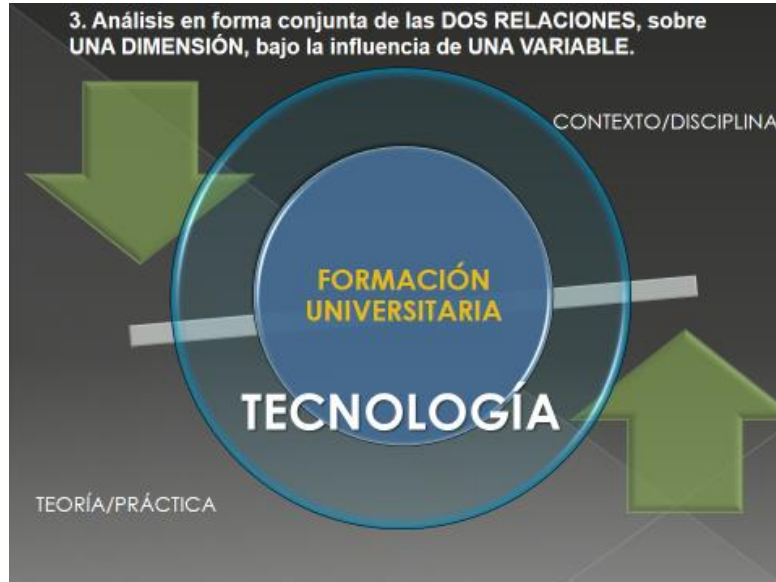 3. Análisis en forma conjunta de las DOS RELACIONES, sobre
UNA DIMENSIÓN, bajo la influencia de UNA VARIABLE.
CONTEXTO/DISCIPLINA
FORMACIÓN
UNIVERSITARIA
TECNOLOGÍA
TEORÍA/PRÁCTICA